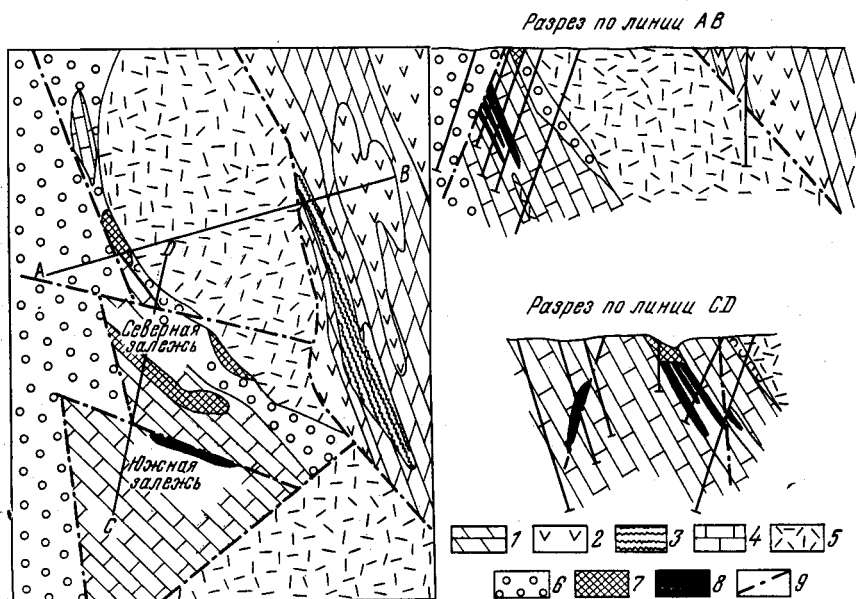 Разрез по линии АВ
А
В
D
Северная
залежь
Южная
залежь
С
Разрез по линии CD
1 2 3 4 5
6 7 8 9